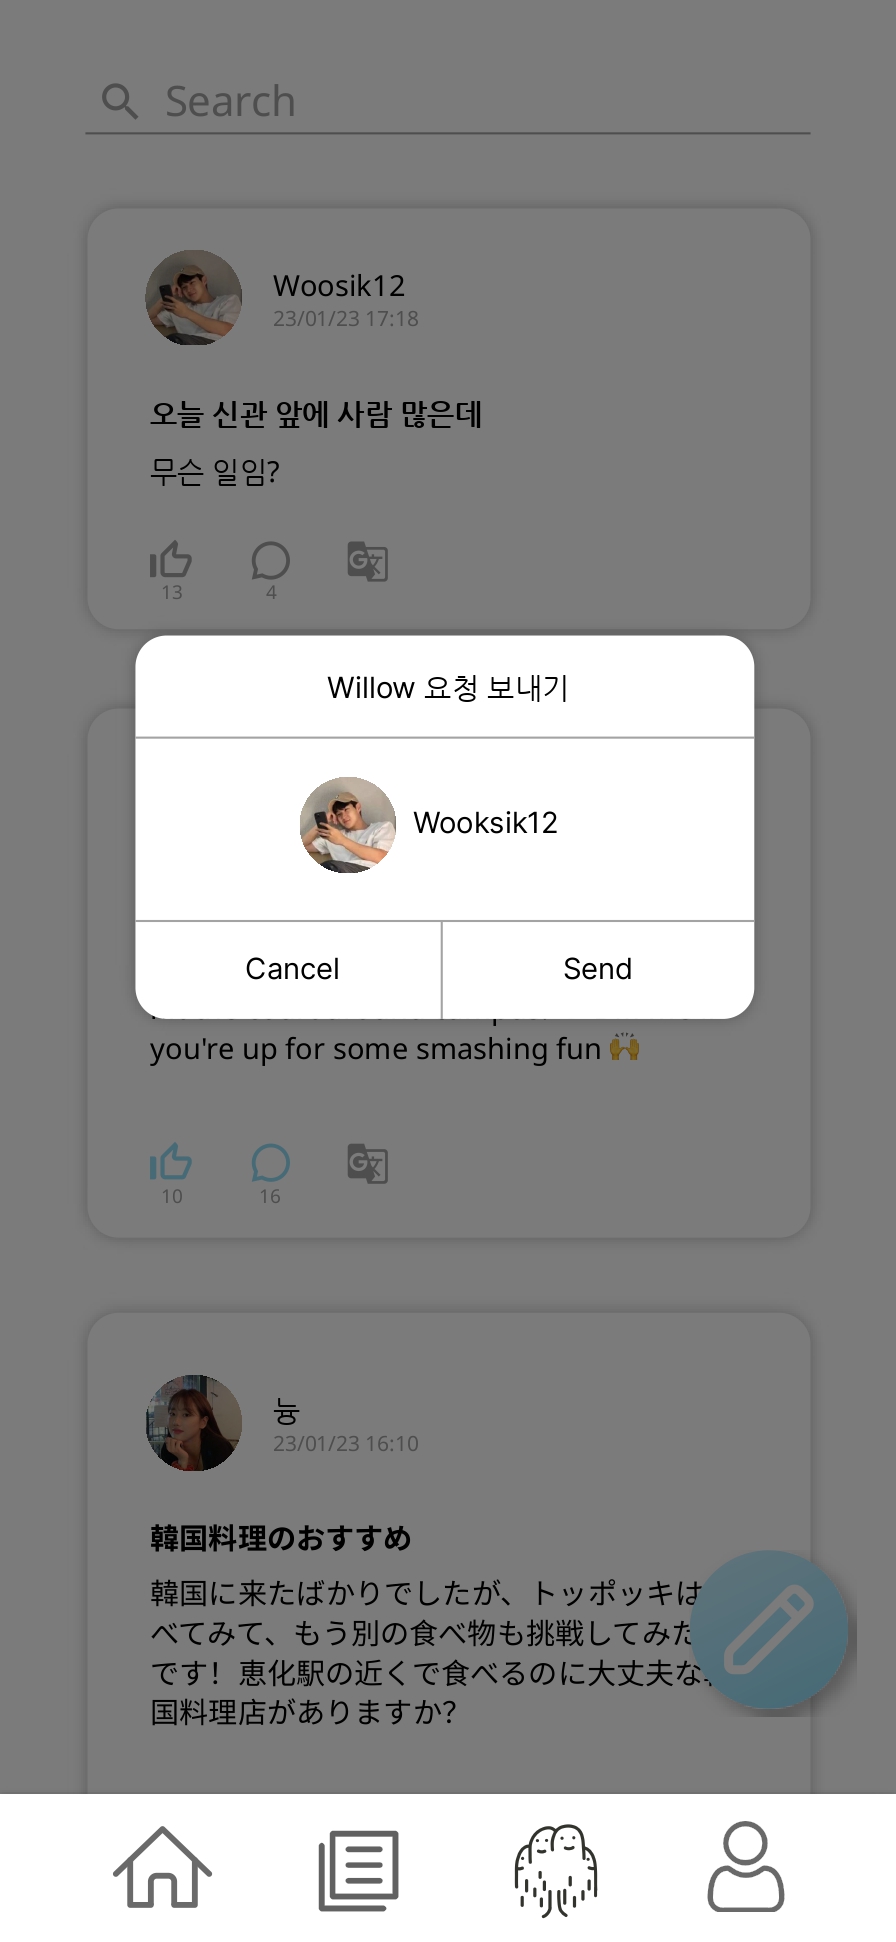 Search
Woosik12
23/01/23 17:18
오늘 신관 앞에 사람 많은데
무슨 일임?
13
4
Willow 요청 보내기
Wooksik12
Cancel
Send
you're up for some smashing fun 🙌
10
16
늉
23/01/23 16:10
韓国料理のおすすめ
韓国に来たばかりでしたが、トッポッキは
べてみて、もう別の食べ物も挑戦してみた
です！恵化駅の近くで食べるのに大丈夫な
国料理店がありますか?